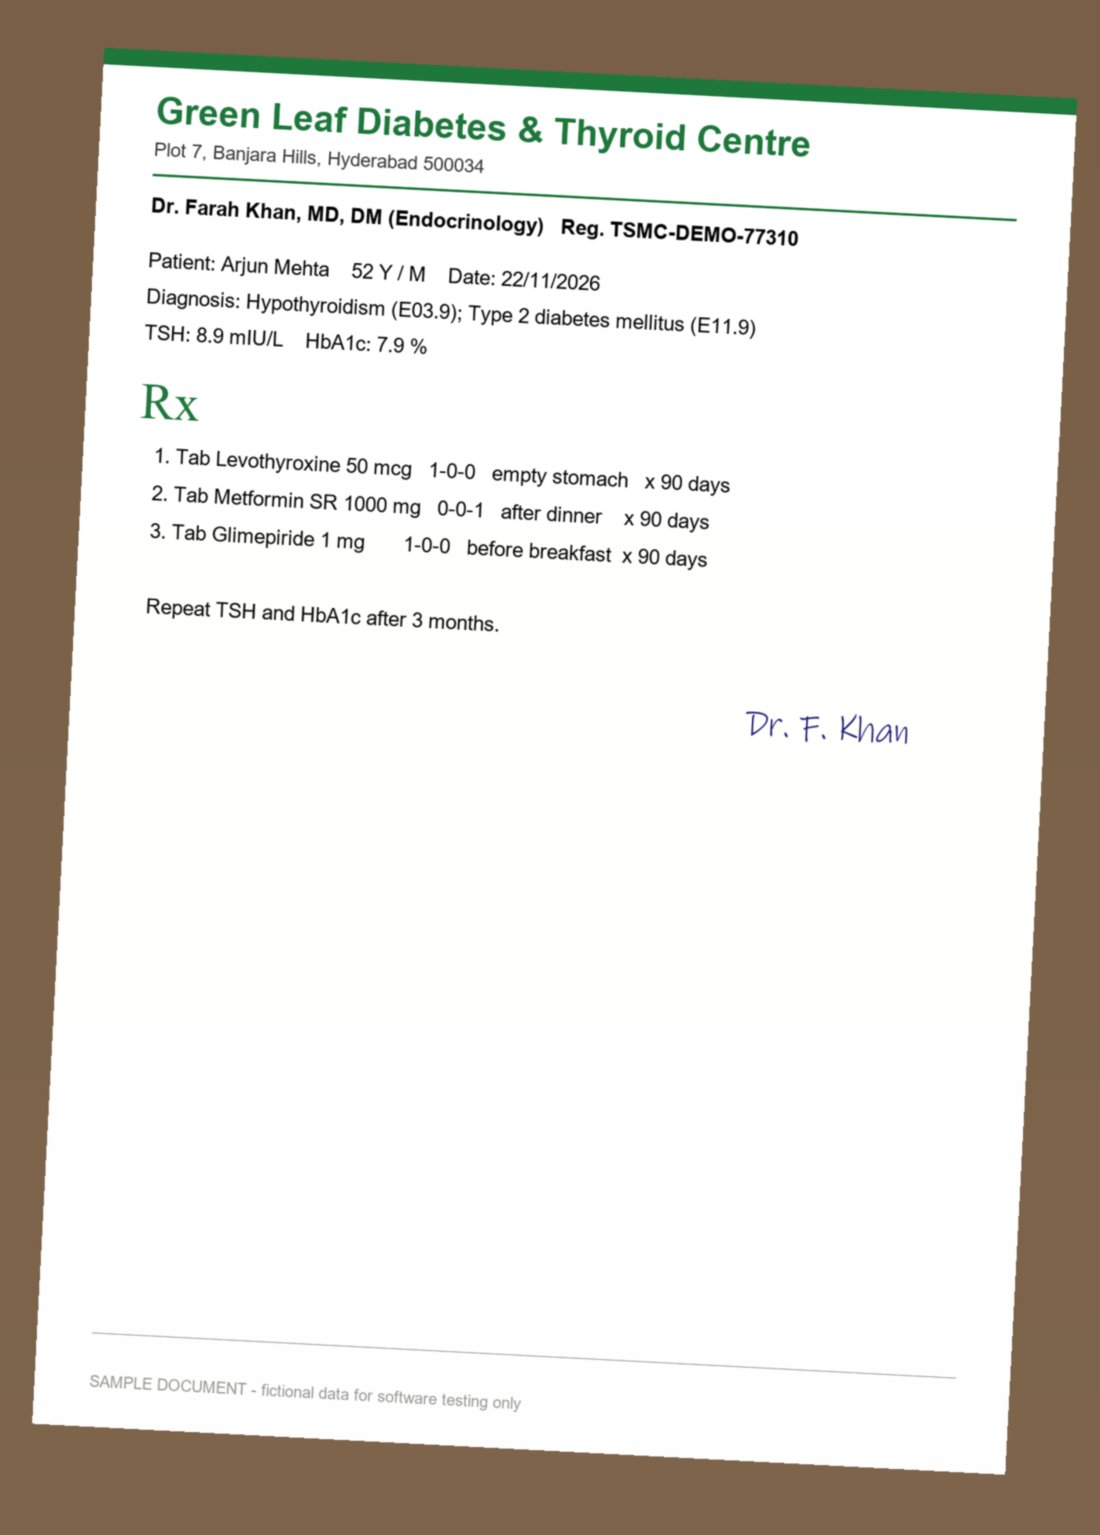 Green Leaf Diabetes & Thyroid Centre
Plot 7, Banjara Hills, Hyderabad 500034
Dr. Farah Khan, MD, DM (Endocrinology) Reg. TSMC-DEMO-77310
Patient: Arjun Mehta 52 Y / M Date: 22/11/2026
Diagnosis: Hypothyroidism (E03.9); Type 2 diabetes mellitus (E11.9)
TSH: 8.9 mIU/L HbA1c: 7.9 %
Rx
1. Tab Levothyroxine 50 mcg 1-0-0 empty stomach x 90 days
2. Tab Metformin SR 1000 mg 0-0-1 after dinner x 90 days
3. Tab Glimepiride 1 mg 1-0-0 before breakfast x 90 days
Repeat TSH and HbA1c after 3 months.
Dr. F. Khan
SAMPLE DOCUMENT - fictional data for software testing only